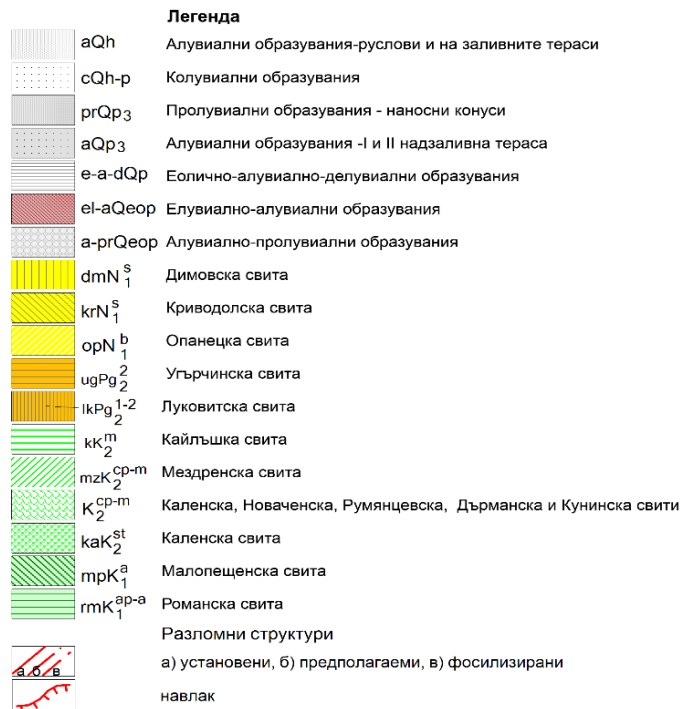 Легенда
aQh Алувиални образувания-руслови и на заливните тераси
cQh-p Колувиални образувания
prQp3 Пролувиални образувания - наносни конуси
aQp3 Алувиални образувания -I и II надзаливна тераса
e-a-dQp Еолично-алувиално-делувиални образувания
el-aQeop Елувиално-алувиални образувания
a-prQeop Алувиално-пролувиални образувания
dmN1s Димовска свита
krN1s Криводолска свита
opN1b Опанецка свита
ugPg22 Угърчинска свита
lkPg21-2 Луковитска свита
kK2m Кайлъшка свита
mzK2cp-m Мездренска свита
K2cp-m Каленска, Новаченска, Румянцевска, Дърманска и Кунинска свити
kaK2st Каленска свита
mpK1a Малопещенска свита
rmK1ap-a Романска свита
Разломни структури
а б в а) установени, б) предполагаеми, в) фосилизирани
навлак